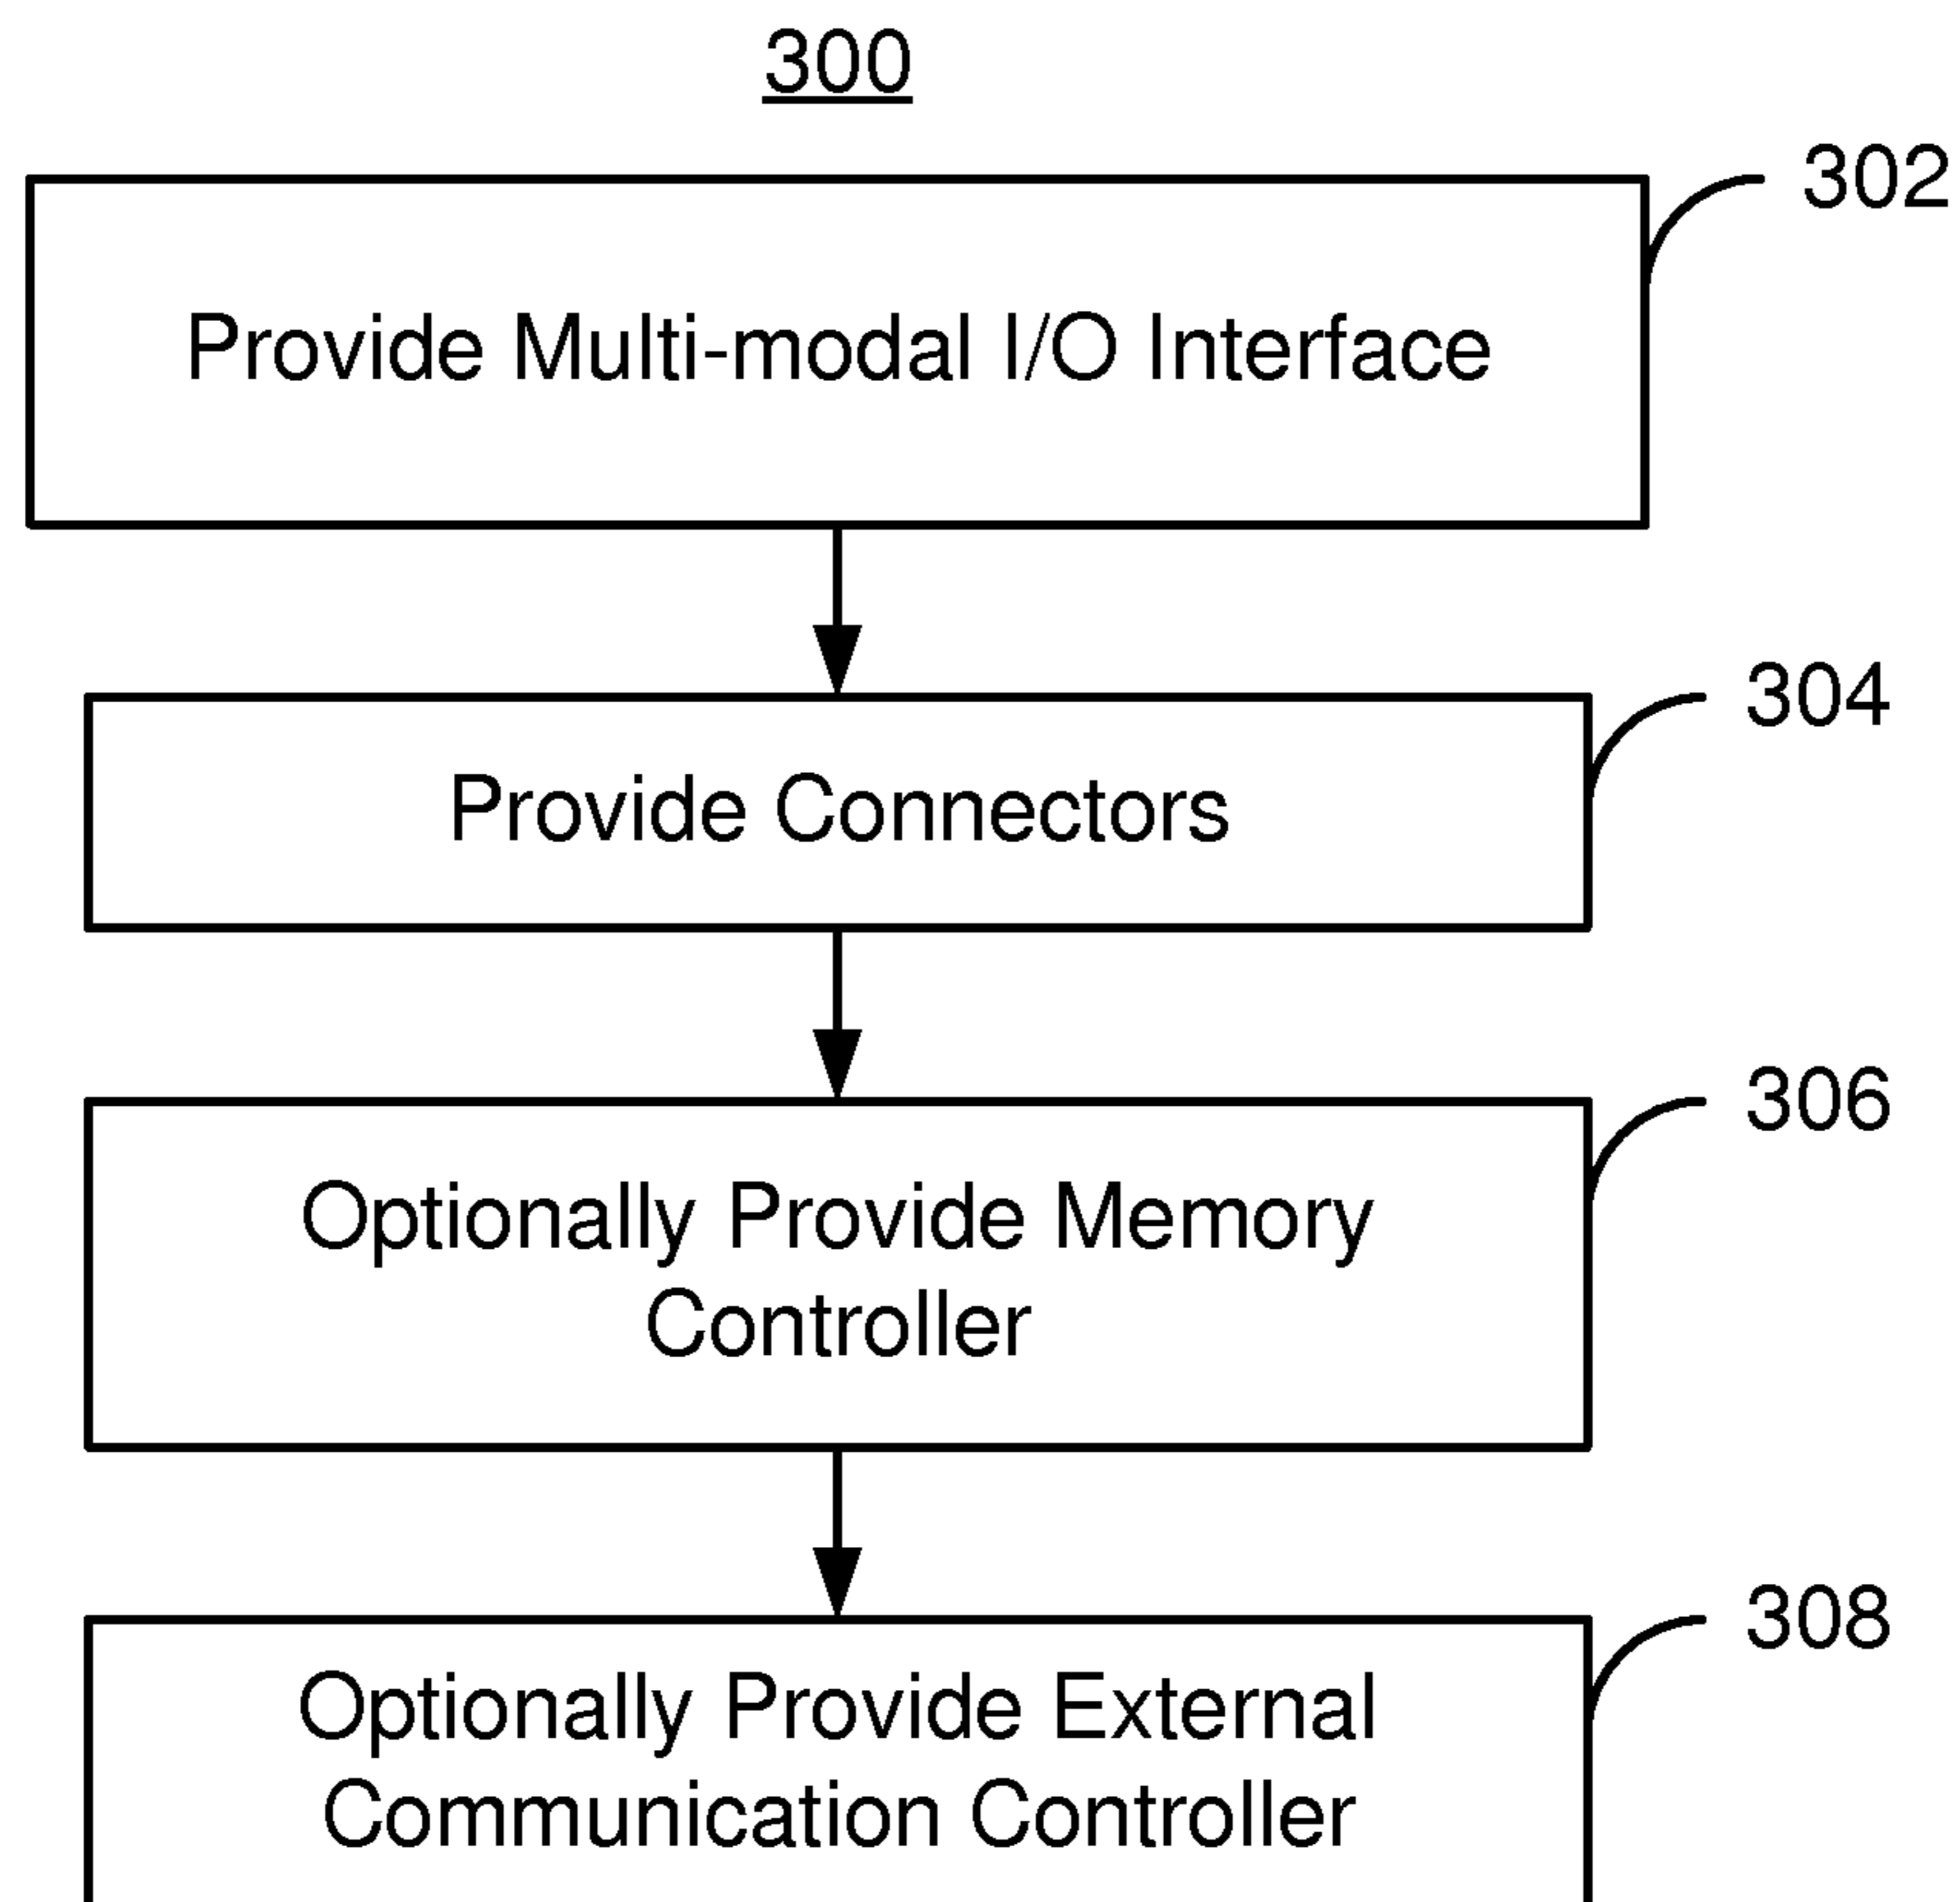 300
302
Provide Multi-modal I/O Interface
304
Provide Connectors
306
Optionally Provide Memory
Controller
308
Optionally Provide External
Communication Controller